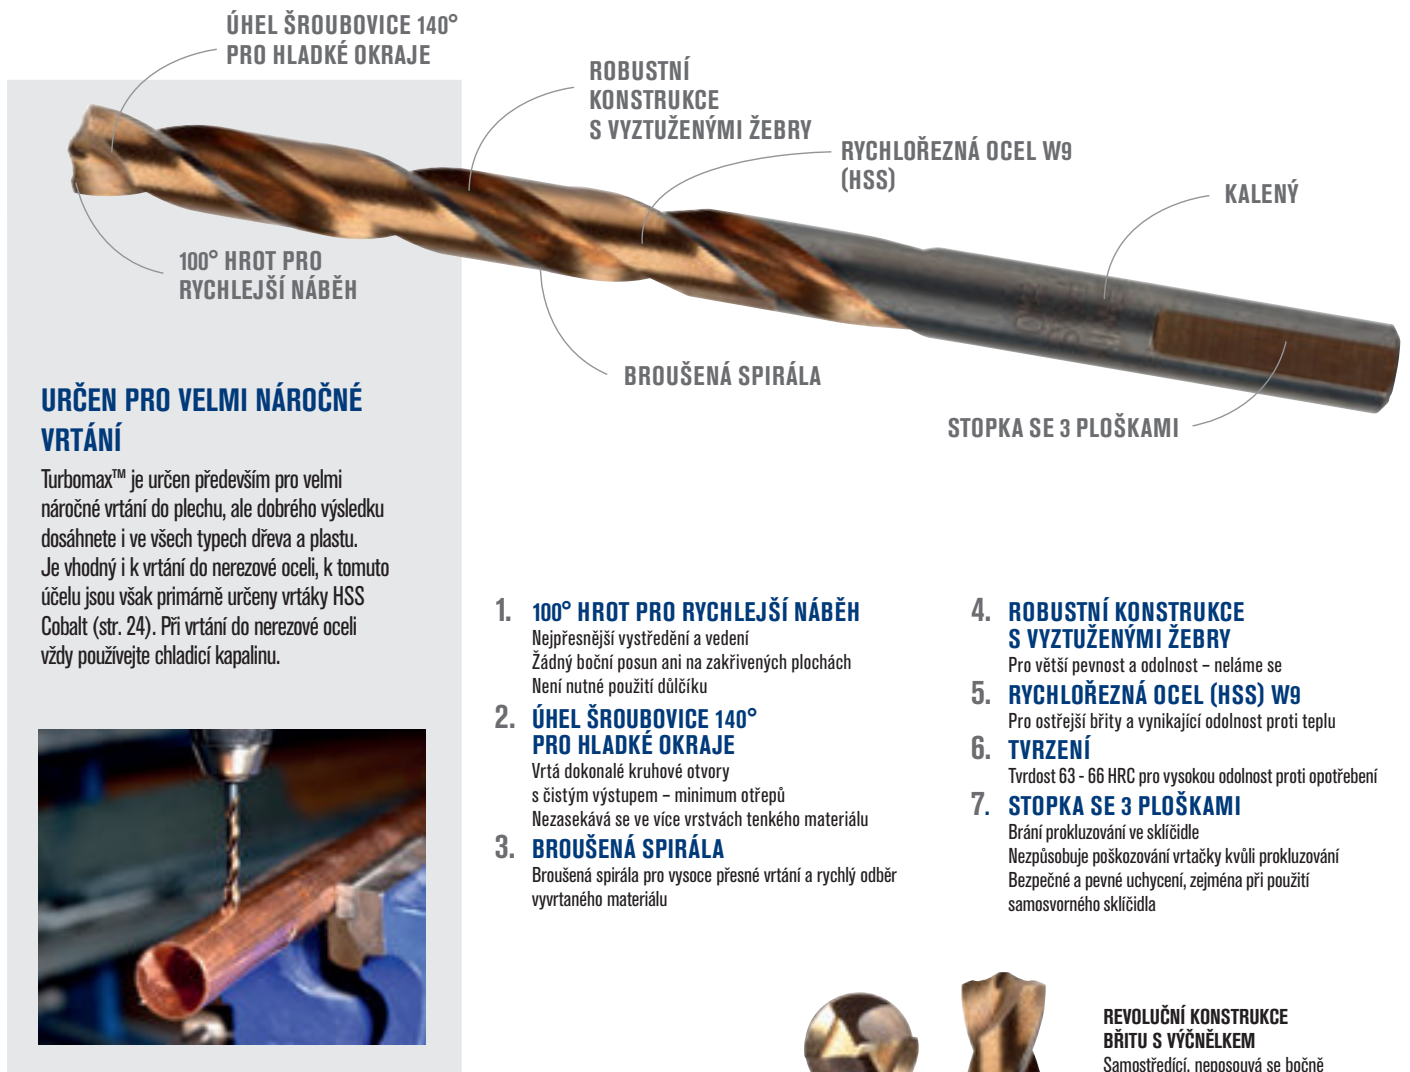 ÚHEL ŠROUBOVICE 140°
PRO HLADKÉ OKRAJE
ROBUSTNÍ
KONSTRUKCE
S VYZTUŽENÝMI ŽEBRY
RYCHLOŘEZNÁ OCEL W9
(HSS)
KALENÝ
100° HROT PRO
RYCHLEJŠÍ NÁBĚH
BROUŠENÁ SPIRÁLA
STOPKA SE 3 PLOŠKAMI
URČEN PRO VELMI NÁROČNÉ
VRTÁNÍ
Turbomax™ je určen především pro velmi
náročné vrtání do plechu, ale dobrého výsledku
dosáhnete i ve všech typech dřeva a plastu.
Je vhodný i k vrtání do nerezové oceli, k tomuto
účelu jsou však primárně určeny vrtáky HSS
Cobalt (str. 24). Při vrtání do nerezové oceli
vždy používejte chladicí kapalinu.
1. 100° HROT PRO RYCHLEJŠÍ NÁBĚH
Nejpřesnější vystředění a vedení
Žádný boční posun ani na zakřivených plochách
Není nutné použití důlčíku
2. ÚHEL ŠROUBOVICE 140°
PRO HLADKÉ OKRAJE
Vrtá dokonalé kruhové otvory
s čistým výstupem – minimum otřepů
Nezasekává se ve více vrstvách tenkého materiálu
3. BROUŠENÁ SPIRÁLA
Broušená spirála pro vysoce přesné vrtání a rychlý odběr
vyvrtaného materiálu
4. ROBUSTNÍ KONSTRUKCE
S VYZTUŽENÝMI ŽEBRY
Pro větší pevnost a odolnost – neláme se
5. RYCHLOŘEZNÁ OCEL (HSS) W9
Pro ostřejší břity a vynikající odolnost proti teplu
6. TVRZENÍ
Tvrdost 63 - 66 HRC pro vysokou odolnost proti opotřebení
7. STOPKA SE 3 PLOŠKAMI
Brání prokluzování ve sklíčidle
Nezpůsobuje poškozování vrtačky kvůli prokluzování
Bezpečné a pevné uchycení, zejména při použití
samosvorného sklíčidla
REVOLUČNÍ KONSTRUKCE
BŘITU S VÝČNĚLKEM
Samostředící, neposouvá se bočně